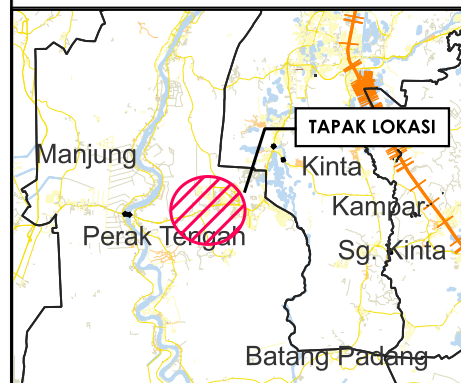 TAPAK LOKASI
Manjung
Kinta
Kampar
Perak Tengah
Sg. Kinta
Batang Padang